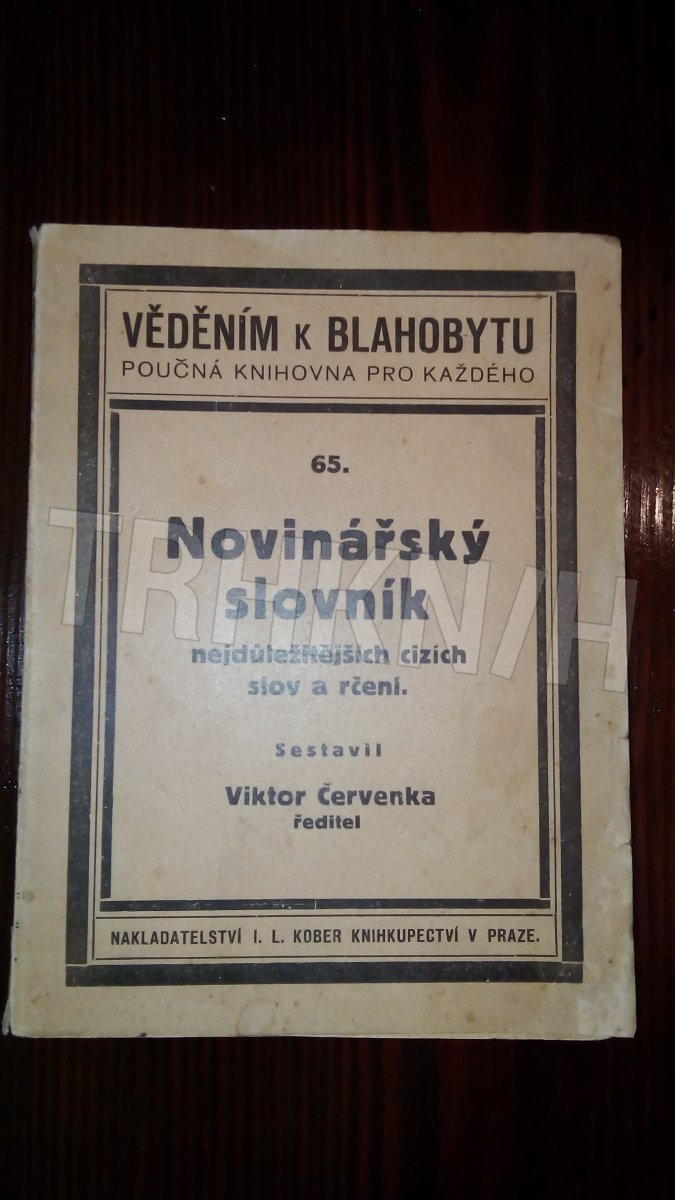 VĚDĚNÍM K BLAHOBYTU
POUČNÁ KNIHOVNA PRO KAŽDÉHO
65.
Novinářský
slovník
nejdůležitějších cizích
slov a rčení.
Sestavil
Viktor Červenka
ředitel
NAKLADATELSTVÍ I. L. KOBER KNIHKUPECTVÍ V PRAZE.
TRHKNIH